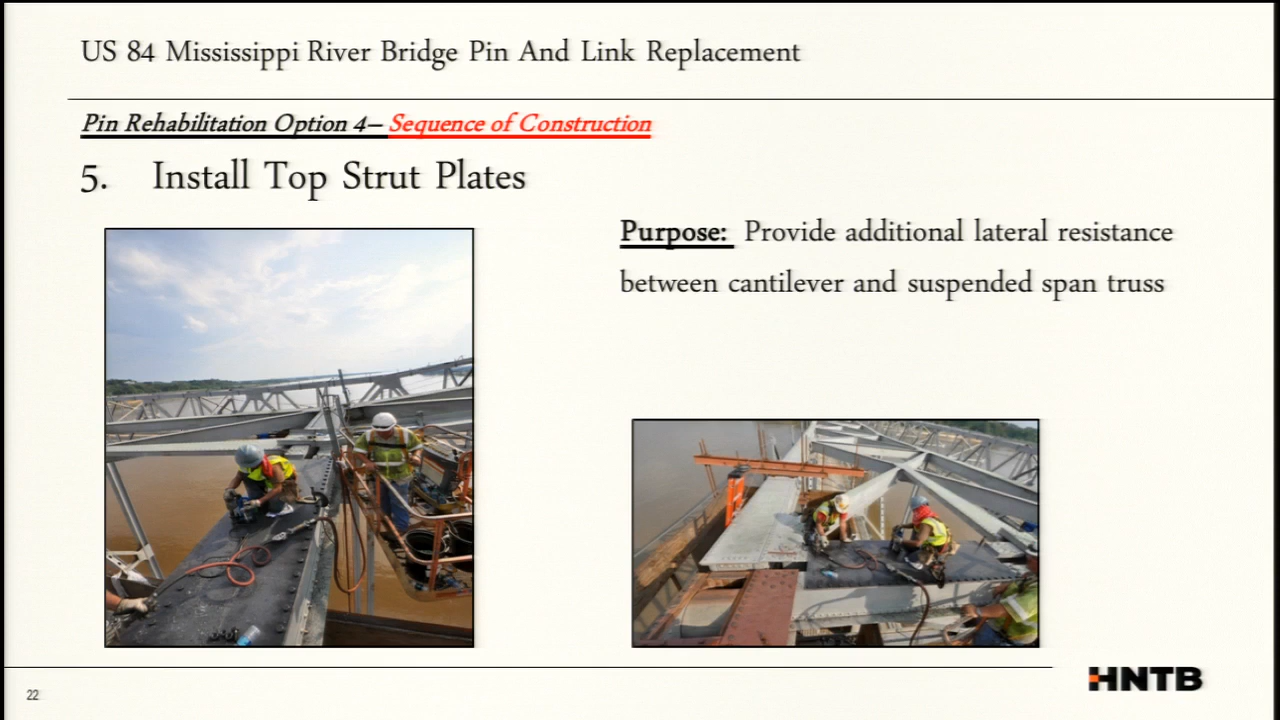 US 84 Mississippi River Bridge Pin And Link Replacement
Pin Rehabilitation Option 4– Sequence of Construction
5. Install Top Strut Plates
Purpose: Provide additional lateral resistance
between cantilever and suspended span truss
22
HNTB